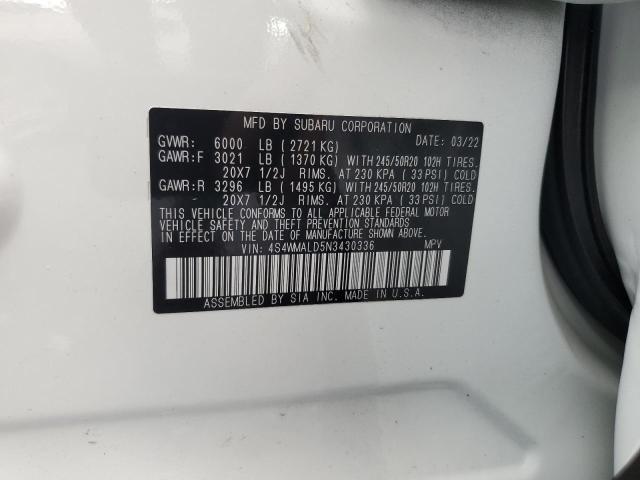 MFD BY SUBARU CORPORATION
DATE: 03/22
GVWR: 6000 LB ( 2721 KG)
GAWR:F 3021 LB ( 1370 KG) WITH 245/50R20 102H TIRES.
20X7 1/2J RIMS. AT 230 KPA ( 33 PSI) COLD
GAWR:R 3296 LB ( 1495 KG) WITH 245/50R20 102H TIRES.
20X7 1/2J RIMS. AT 230 KPA ( 33 PSI) COLD
THIS VEHICLE CONFORMS TO ALL APPLICABLE FEDERAL MOTOR
VEHICLE SAFETY AND THEFT PREVENTION STANDARDS
IN EFFECT ON DATE OF MANUFACTURE SHOWN ABOVE.
VIN: 4S4WMALD5N3430336 MPV
ASSEMBLED BY SIA INC. MADE IN U.S.A.